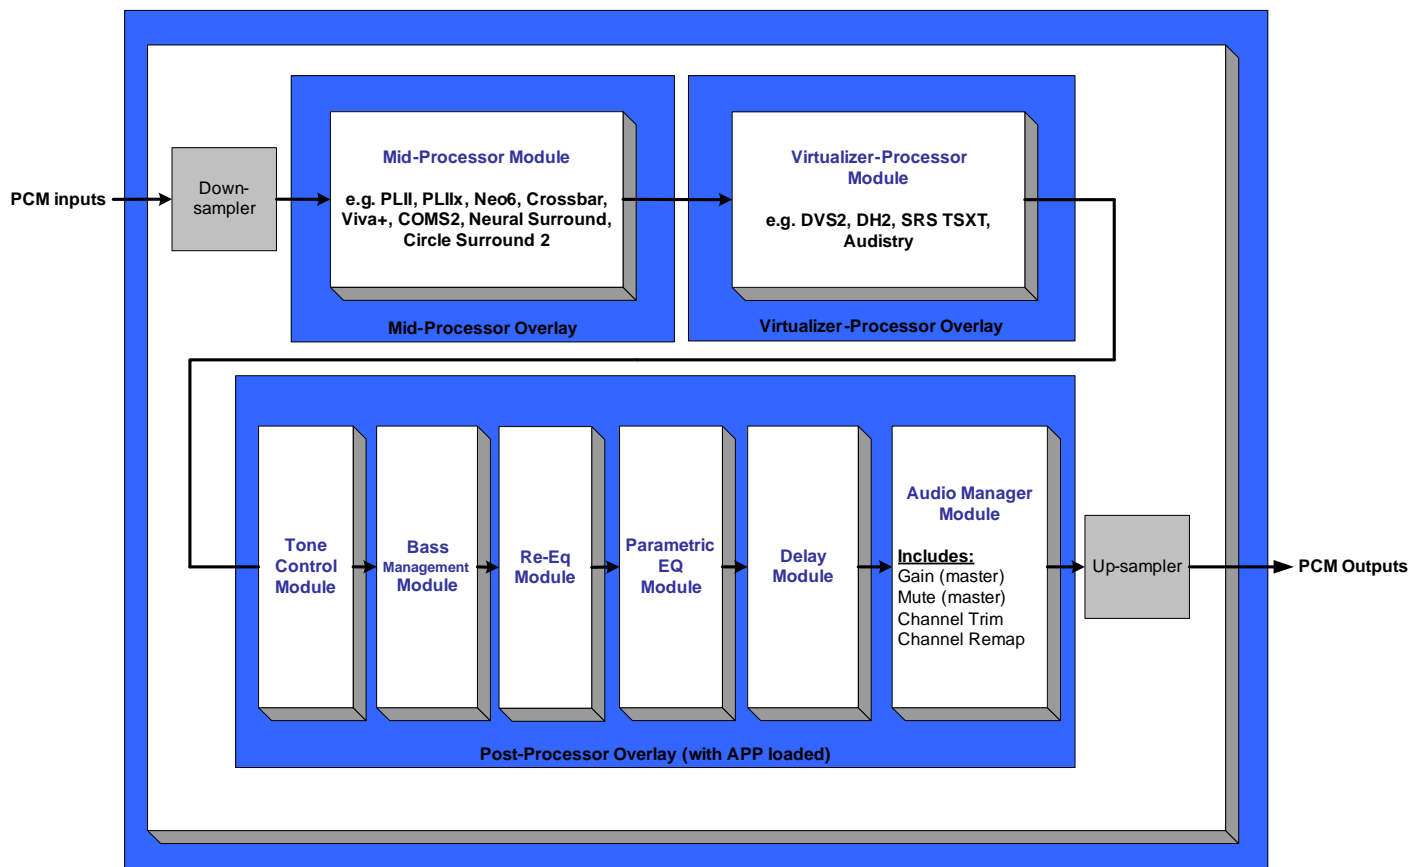 PCM inputs
Down-
sampler
Mid-Processor Module
e.g. PLII, PLIIx, Neo6, Crossbar,
Viva+, COMS2, Neural Surround,
Circle Surround 2
Mid-Processor Overlay
Virtualizer-Processor
Module
e.g. DVS2, DH2, SRS TSXT,
Audistry
Virtualizer-Processor Overlay
Tone
Control
Module
Bass
Management
Module
Re-Eq
Module
Parametric
EQ
Module
Delay
Module
Audio Manager
Module
Includes:
Gain (master)
Mute (master)
Channel Trim
Channel Remap
Post-Processor Overlay (with APP loaded)
Up-sampler
PCM Outputs